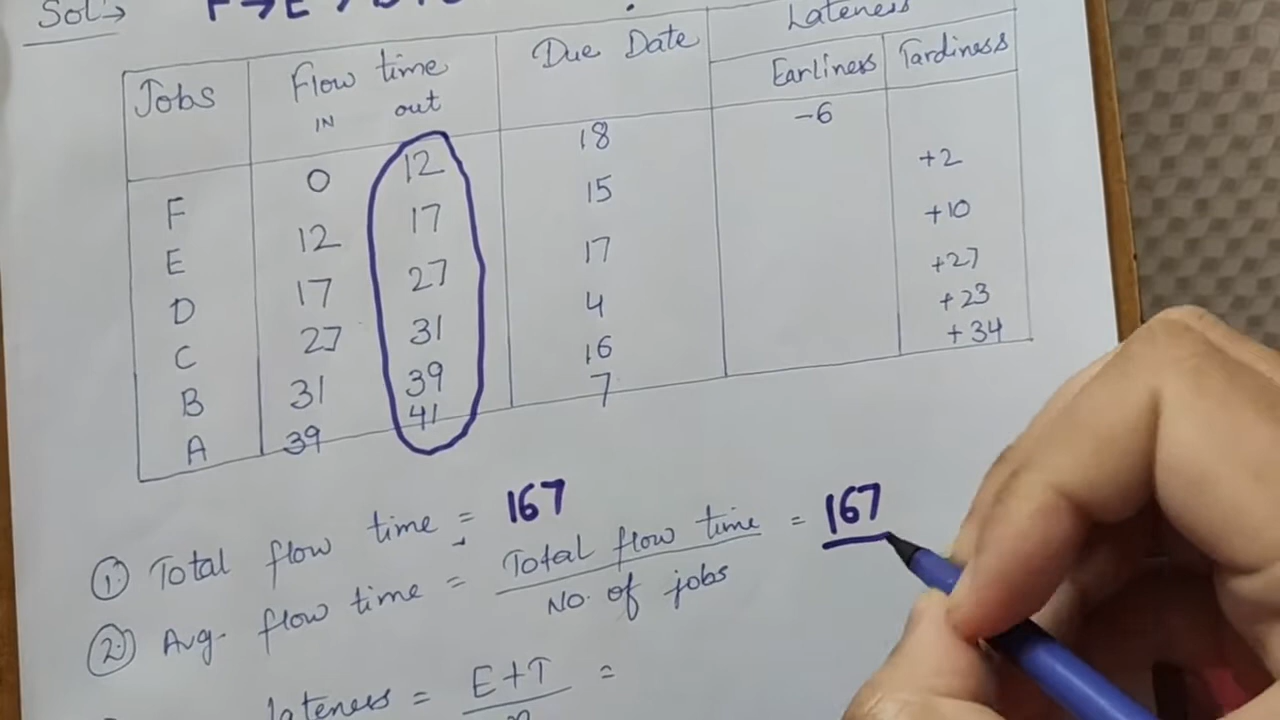 Sol:→ F→E→D→C
Lateness
Jobs Flow time Due Date Earliness Tardiness
IN out
F 0 12 18 -6
E 12 17 15 +2
D 17 27 17 +10
C 27 31 4 +27
B 31 39 16 +23
A 39 41 7 +34
① Total flow time = 167
② Avg. flow time = Total flow time / No. of jobs = 167
lateness = E+T / n =